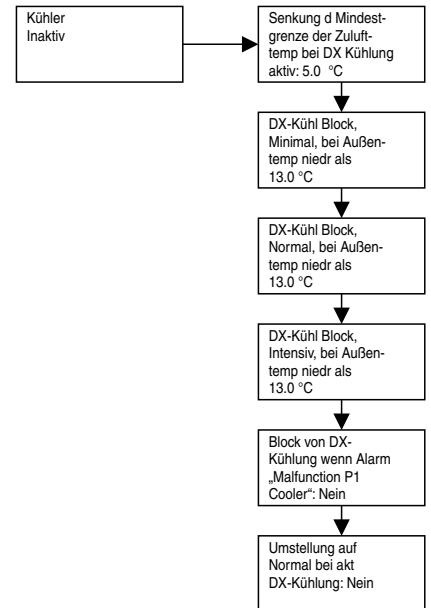 Kühler
Inaktiv
Senkung d Mindest-
grenze der Zuluft-
temp bei DX Kühlung
aktiv: 5.0 °C
DX-Kühl Block,
Minimal, bei Außen-
temp niedr als
13.0 °C
DX-Kühl Block,
Normal, bei Außen-
temp niedr als
13.0 °C
DX-Kühl Block,
Intensiv, bei Außen-
temp niedr als
13.0 °C
Block von DX-
Kühlung wenn Alarm
„Malfunction P1
Cooler“: Nein
Umstellung auf
Normal bei akt
DX-Kühlung: Nein